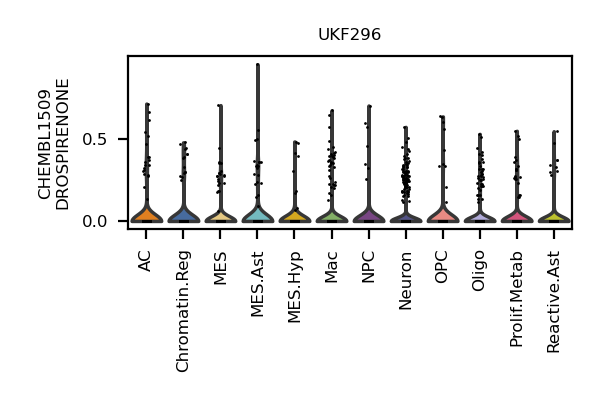 UKF296
CHEMBL1509
DROSPIRENONE
0.5
0.0
AC
Chromatin.Reg
MES
MES.Ast
MES.Hyp
Mac
NPC
Neuron
OPC
Oligo
Prolif.Metab
Reactive.Ast